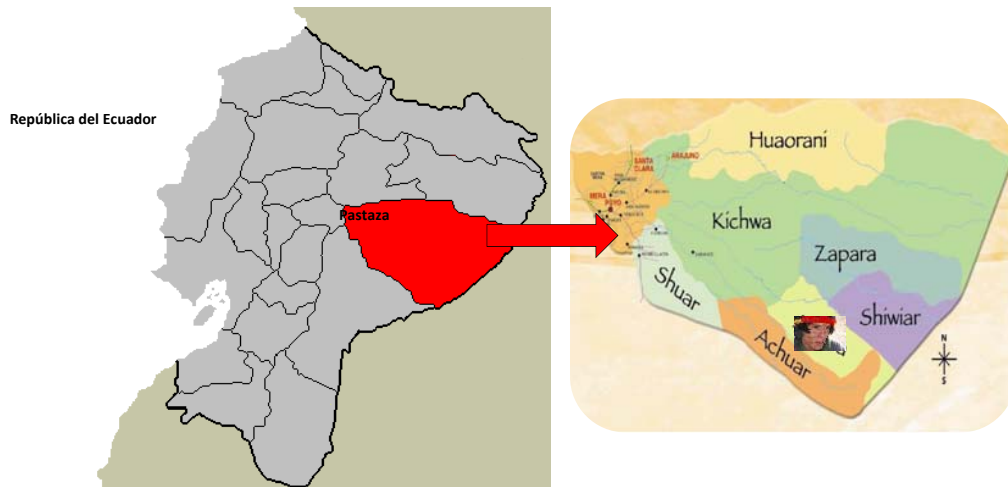 República del Ecuador
Pastaza
Huaorani
ARAJUNO
SANTA
CLARA
MERA
PUYO
Kichwa
Zapara
Shuar
Shiwiar
Achuar
N
S